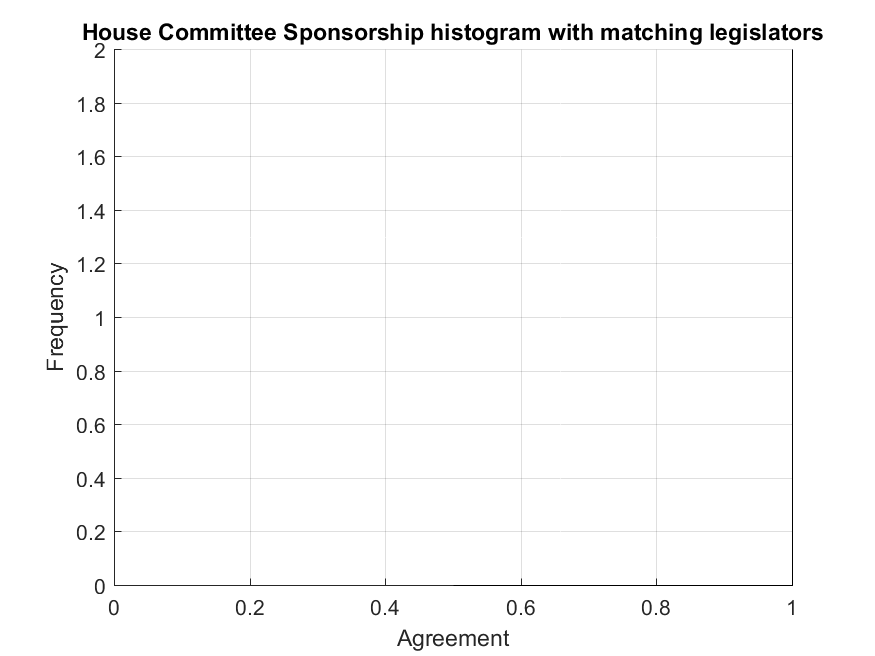 House Committee Sponsorship histogram with matching legislators
2
1.8
1.6
1.4
1.2
1
0.8
0.6
0.4
0.2
0
Frequency
0 0.2 0.4 0.6 0.8 1
Agreement